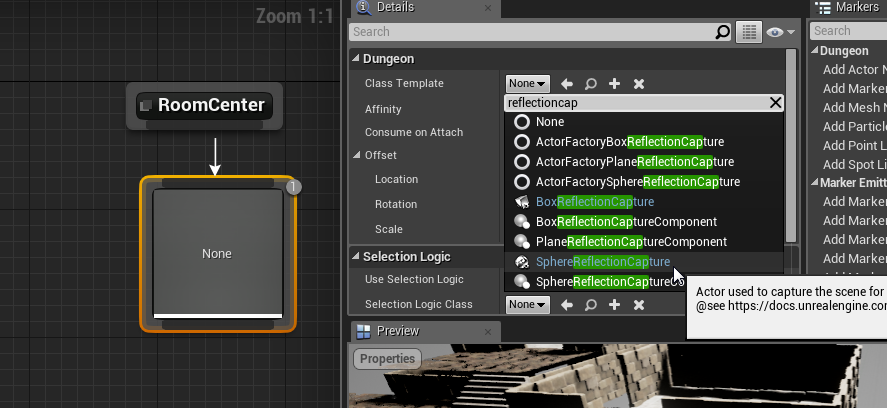 Zoom 1:1
RoomCenter
1
None
Details
Search
Dungeon
Class Template
None
reflectioncap
None
ActorFactoryBoxReflectionCapture
ActorFactoryPlaneReflectionCapture
ActorFactorySphereReflectionCapture
BoxReflectionCapture
BoxReflectionCaptureComponent
PlaneReflectionCaptureComponent
SphereReflectionCapture
SphereReflectionCaptureCo
Affinity
Consume on Attach
Offset
Location
Rotation
Scale
Selection Logic
Use Selection Logic
Selection Logic Class
None
Actor used to capture the scene for
@see https://docs.unrealengine.co
Preview
Properties
Markers
Search
Dungeon
Add Actor N
Add Marker
Add Mesh N
Add Particle
Add Point L
Add Spot Li
Marker Emitt
Add Marker
Add Marker
Add Marker
Add Marker